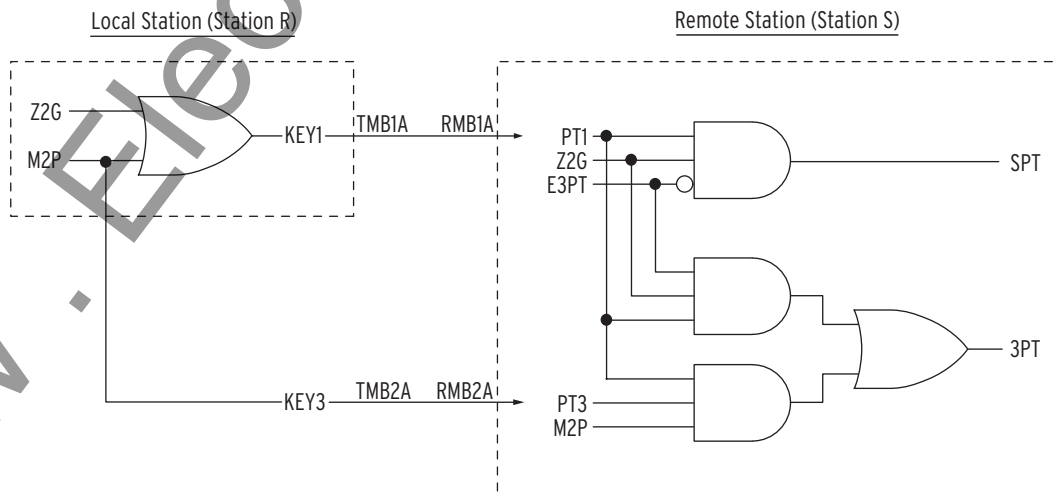 Local Station (Station R)
Remote Station (Station S)
Z2G
M2P
KEY1
TMB1A
RMB1A
PT1
Z2G
E3PT
SPT
3PT
KEY3
TMB2A
RMB2A
PT3
M2P